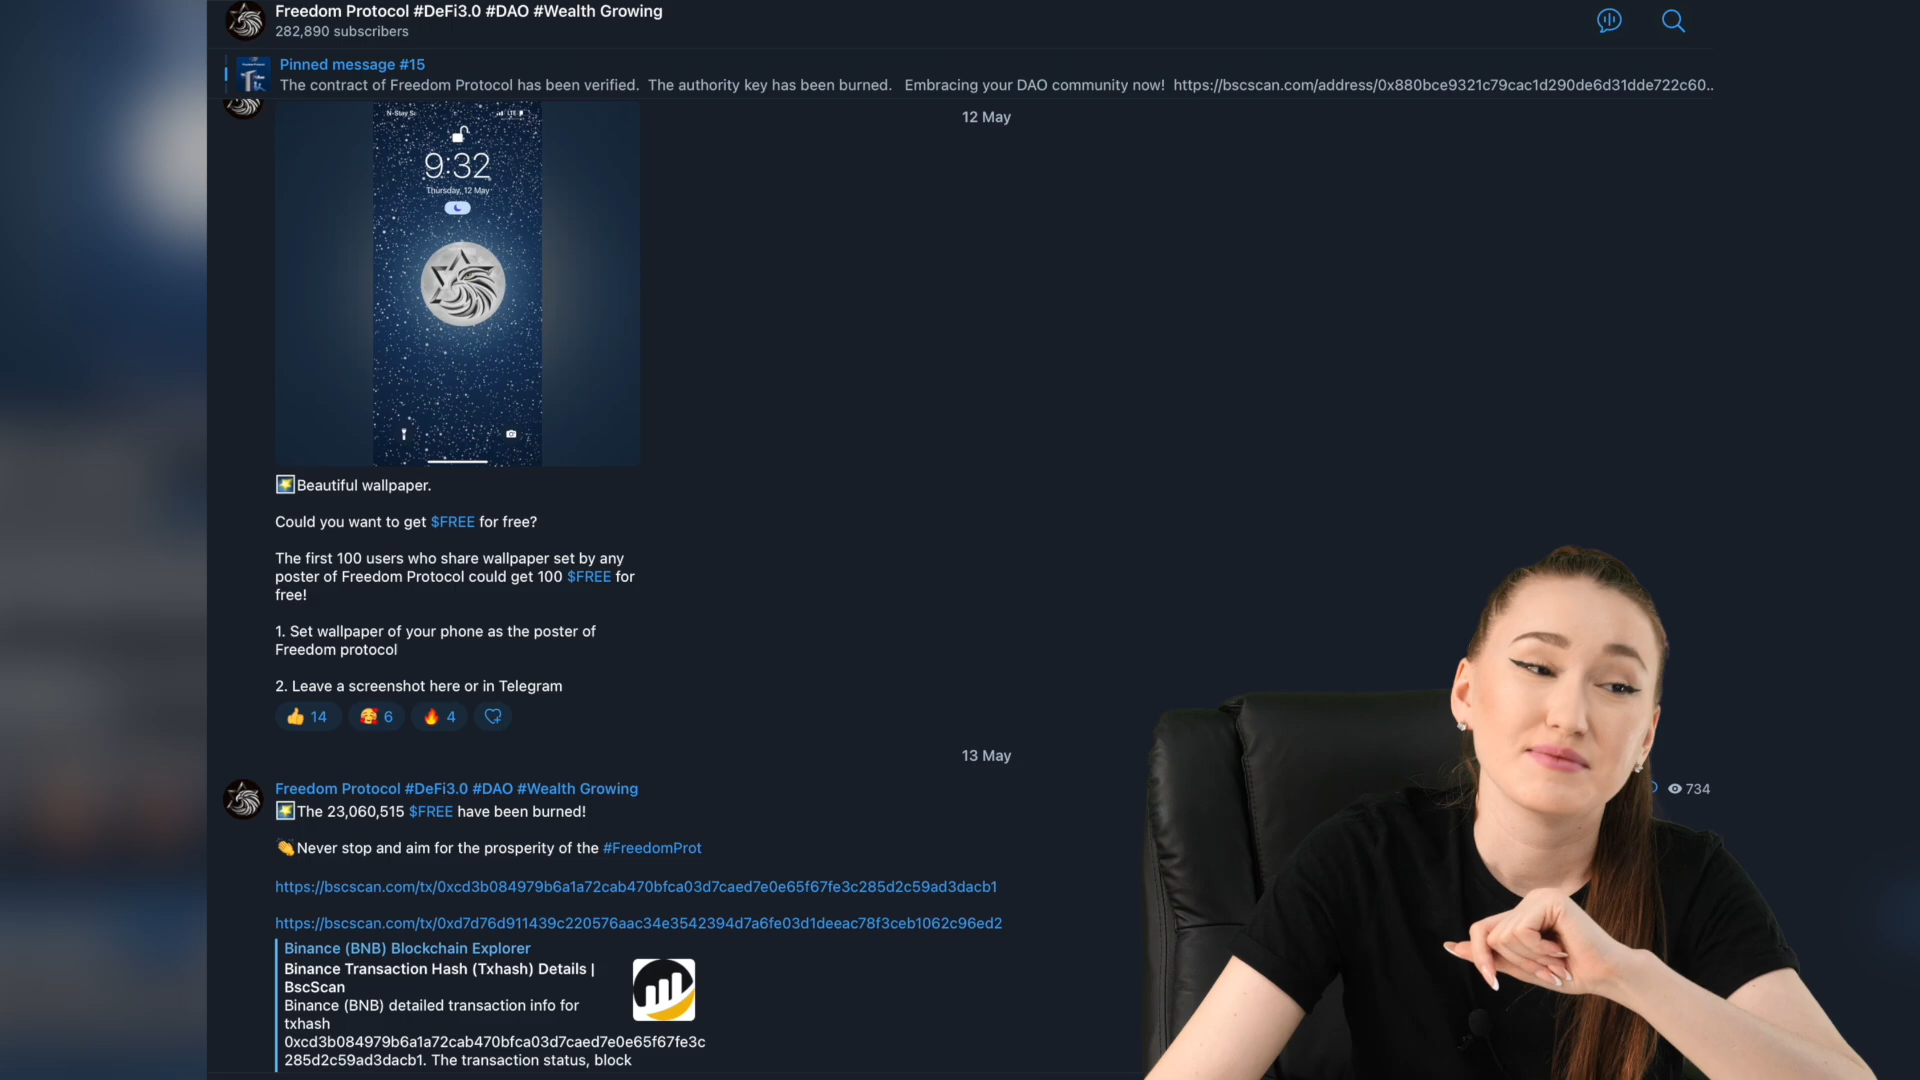 Freedom Protocol #DeFi3.0 #DAO #Wealth Growing
282,890 subscribers
Pinned message #15
The contract of Freedom Protocol has been verified. The authority key has been burned. Embracing your DAO community now! https://bscscan.com/address/0x880bce9321c79cac1d290de6d31dde722c60..
12 May
LTE
9:32
Thursday, 12 May
Beautiful wallpaper.
Could you want to get $FREE for free?
The first 100 users who share wallpaper set by any
poster of Freedom Protocol could get 100 $FREE for
free!
1. Set wallpaper of your phone as the poster of
Freedom protocol
2. Leave a screenshot here or in Telegram
👍 14 🥰 6 🔥 4
13 May
Freedom Protocol #DeFi3.0 #DAO #Wealth Growing
734
The 23,060,515 $FREE have been burned!
👏Never stop and aim for the prosperity of the #FreedomProt
https://bscscan.com/tx/0xcd3b084979b6a1a72cab470bfca03d7caed7e0e65f67fe3c285d2c59ad3dacb1
https://bscscan.com/tx/0xd7d76d911439c220576aac34e3542394d7a6fe03d1deeac78f3ceb1062c96ed2
Binance (BNB) Blockchain Explorer
Binance Transaction Hash (Txhash) Details |
BscScan
Binance (BNB) detailed transaction info for
txhash
0xcd3b084979b6a1a72cab470bfca03d7caed7e0e65f67fe3c
285d2c59ad3dacb1. The transaction status, block